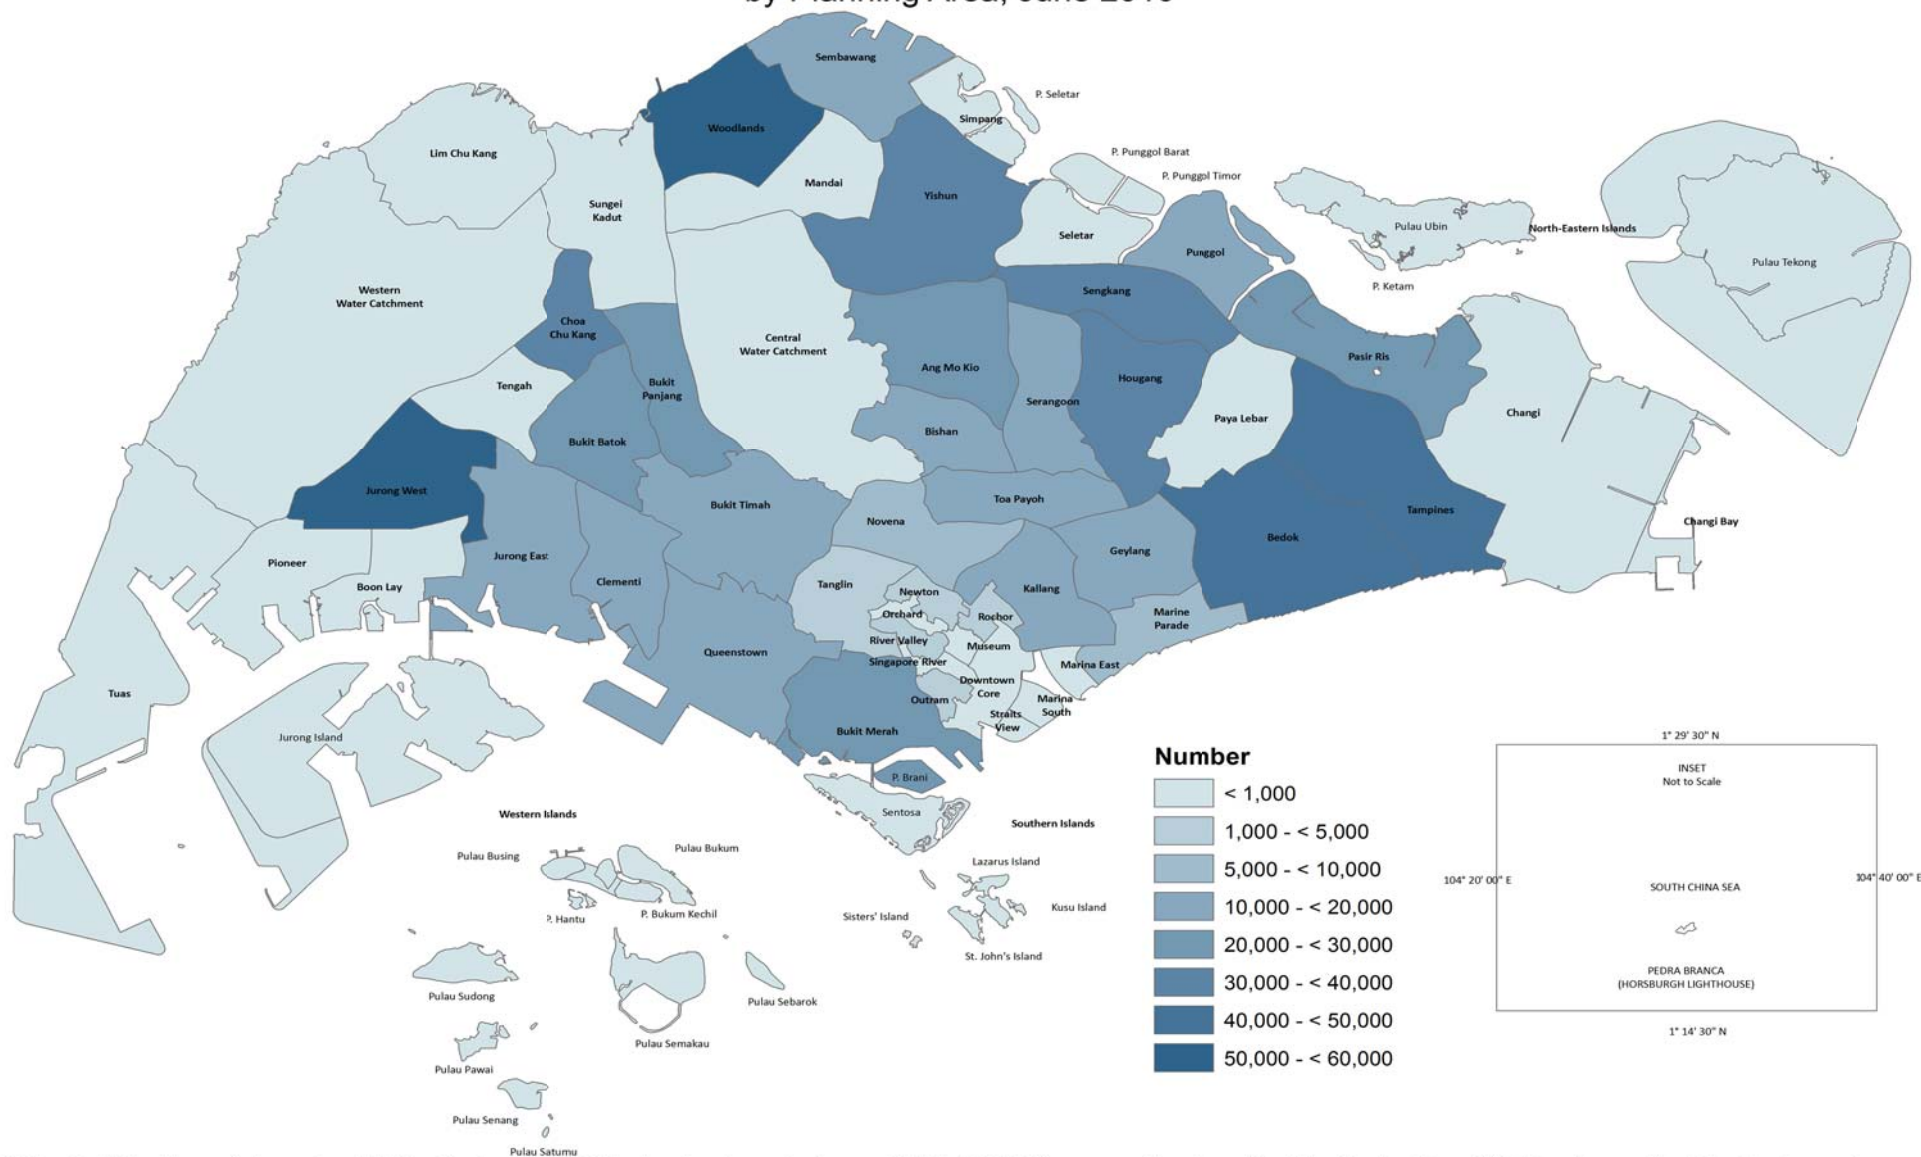 Sembawang
P. Seletar
Simpang
Woodlands
Lim Chu Kang
P. Punggol Barat
P. Punggol Timor
Mandai
Yishun
Sungei
Kadut
Seletar
Pulau Ubin
North-Eastern Islands
Punggol
Pulau Tekong
P. Ketam
Western
Water Catchment
Sengkang
Choa
Chu Kang
Central
Water Catchment
Pasir Ris
Ang Mo Kio
Hougang
Tengah
Bukit
Panjang
Serangoon
Changi
Paya Lebar
Bishan
Bukit Batok
Jurong West
Toa Payoh
Bukit Timah
Tampines
Novena
Changi Bay
Bedok
Geylang
Jurong East
Pioneer
Clementi
Boon Lay
Tanglin
Newton
Kallang
Orchard
Rochor
Marine
Parade
River Valley
Museum
Queenstown
Singapore River
Marina East
Downtown
Core
Tuas
Outram
Marina
South
Straits
View
Bukit Merah
Jurong Island
P. Brani
Sentosa
Western Islands
Southern Islands
Pulau Busing
Pulau Bukum
Lazarus Island
P. Hantu
P. Bukum Kechil
Sisters' Island
Kusu Island
St. John's Island
Pulau Sudong
Pulau Sebarok
Pulau Semakau
Pulau Pawai
Pulau Senang
Pulau Satumu
Number
< 1,000
1,000 - < 5,000
5,000 - < 10,000
10,000 - < 20,000
20,000 - < 30,000
30,000 - < 40,000
40,000 - < 50,000
50,000 - < 60,000
1° 29' 30" N
INSET
Not to Scale
104° 20' 00" E
104° 40' 00" E
SOUTH CHINA SEA
PEDRA BRANCA
(HORSBURGH LIGHTHOUSE)
1° 14' 30" N